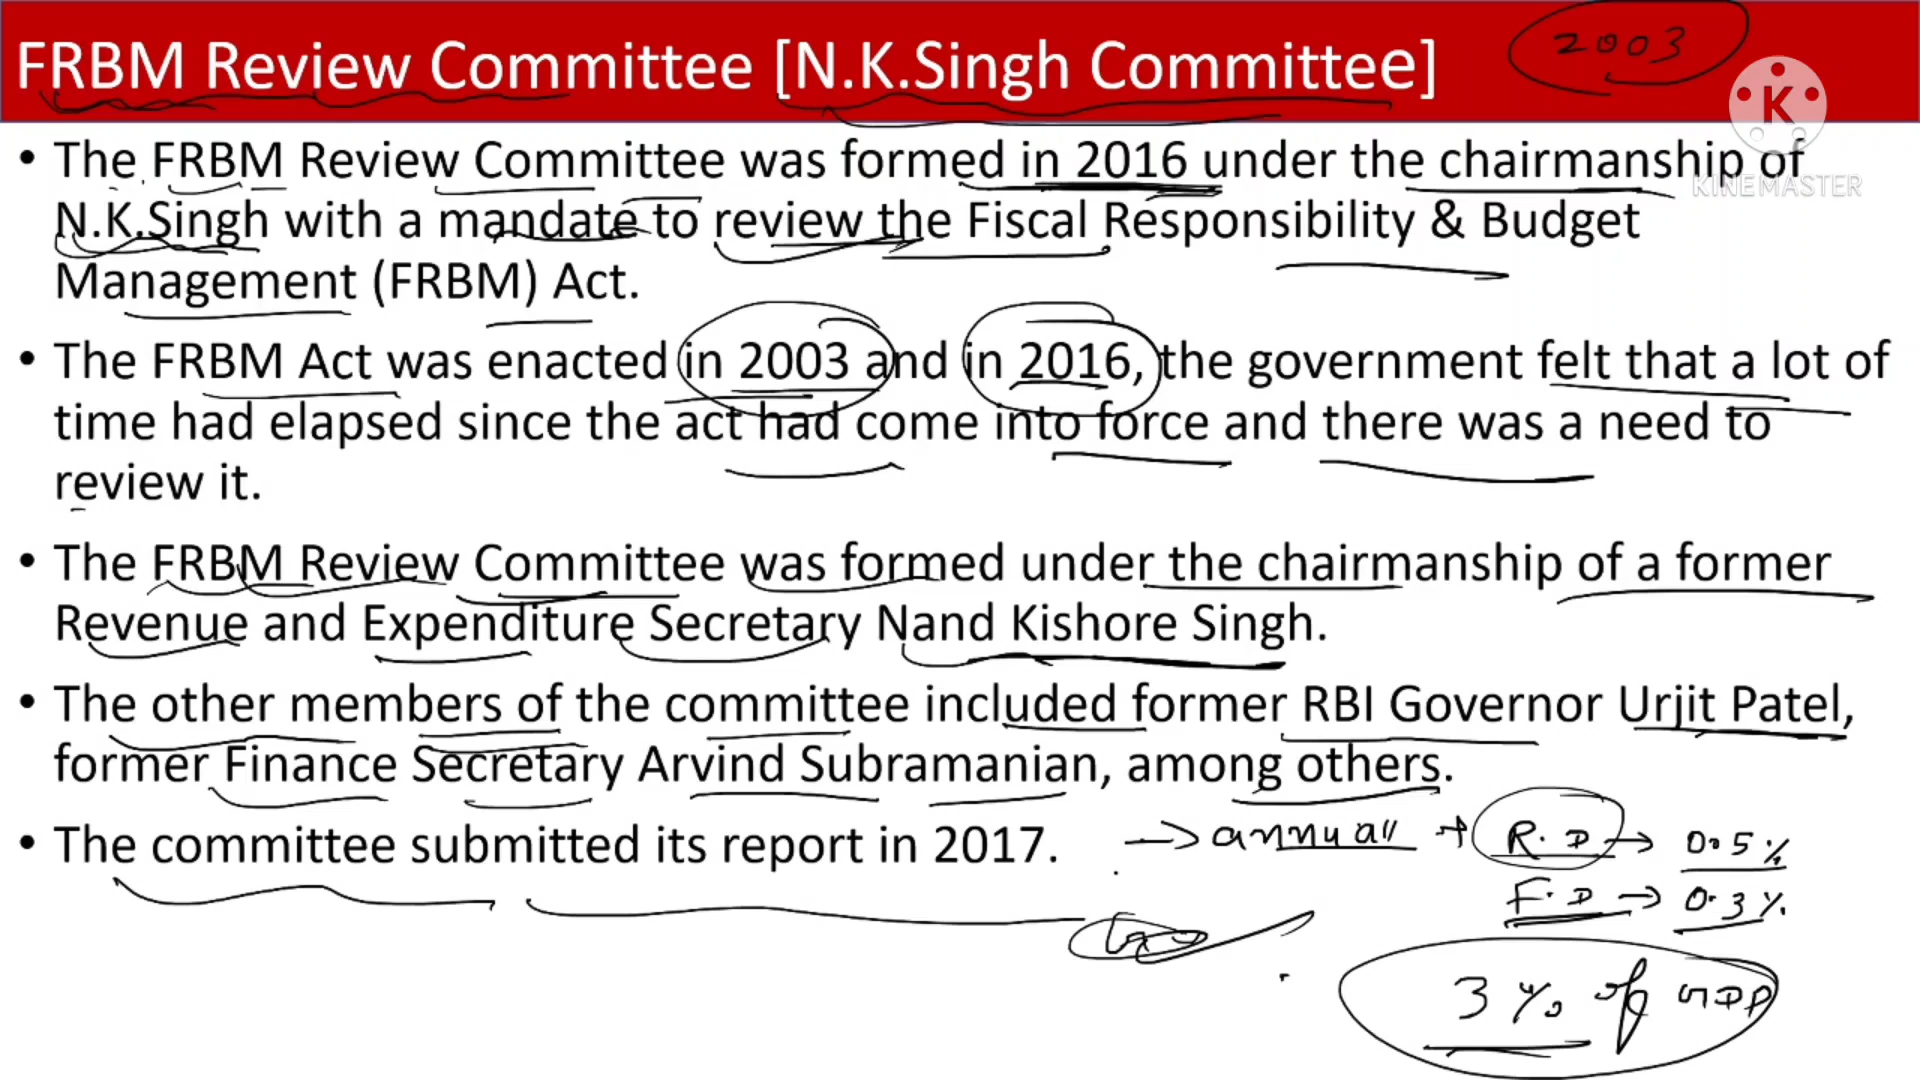 FRBM Review Committee [N.K.Singh Committee]
2003
K
KINEMASTER
• The FRBM Review Committee was formed in 2016 under the chairmanship of
N.K.Singh with a mandate to review the Fiscal Responsibility & Budget
Management (FRBM) Act.
• The FRBM Act was enacted in 2003 and in 2016, the government felt that a lot of
time had elapsed since the act had come into force and there was a need to
review it.
• The FRBM Review Committee was formed under the chairmanship of a former
Revenue and Expenditure Secretary Nand Kishore Singh.
• The other members of the committee included former RBI Governor Urjit Patel,
former Finance Secretary Arvind Subramanian, among others.
• The committee submitted its report in 2017. → annuall → R.D → 0.5%
F.D → 0.3%
3% of GDP